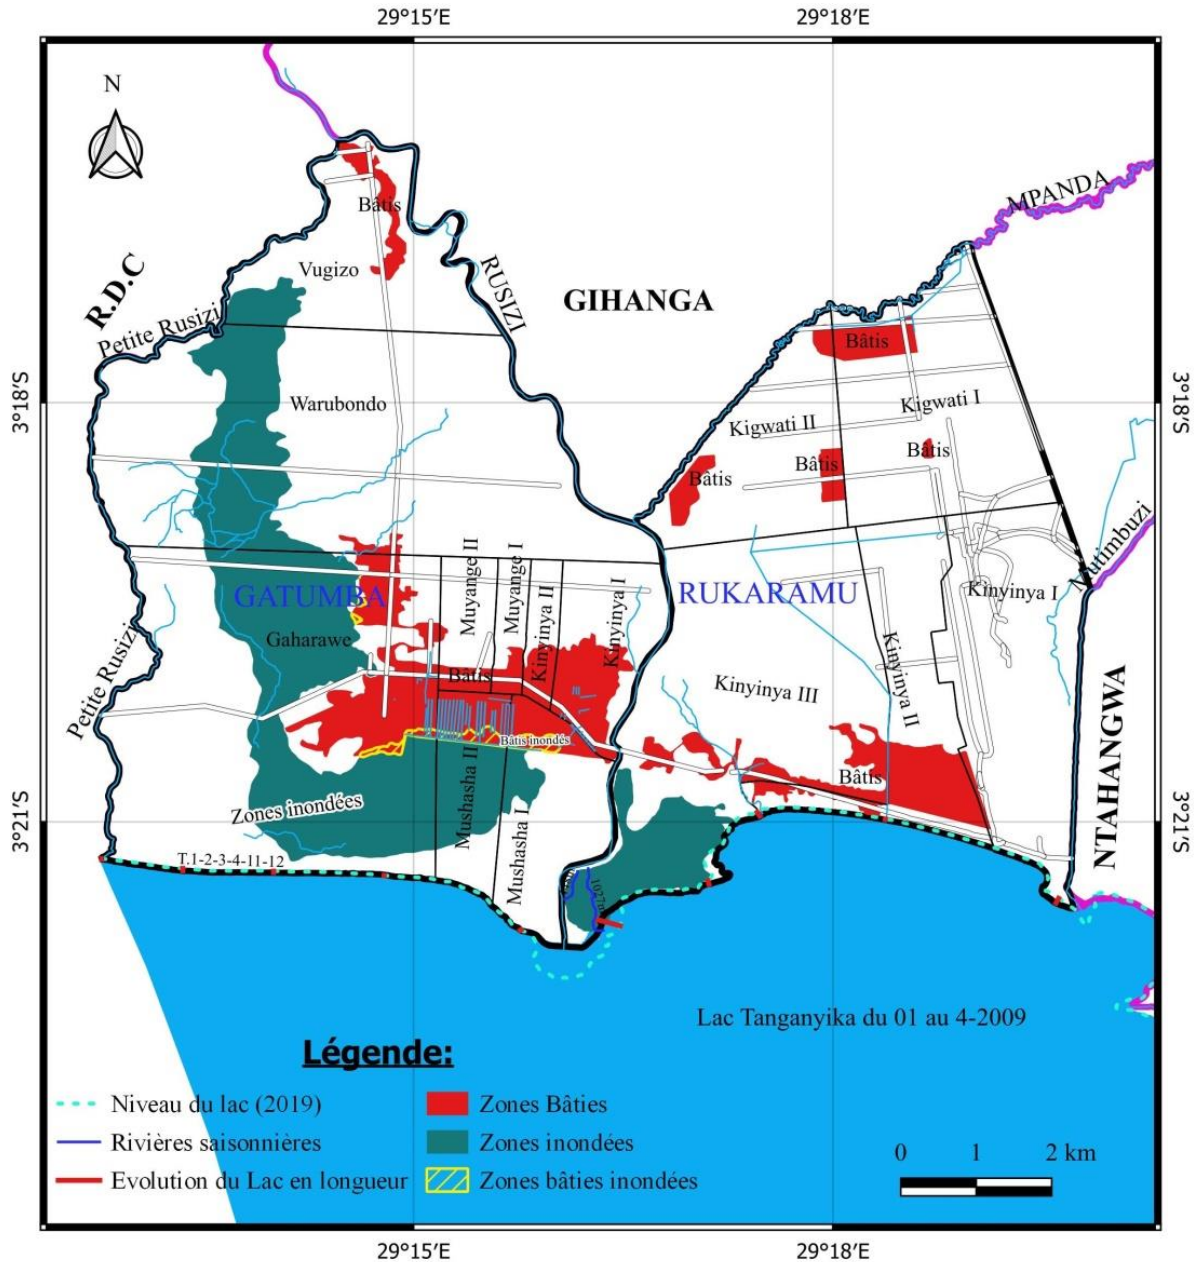 29°15′E
29°18′E
N
MPANDA
Bâtis
R.D.C
Vugizo
RUSIZI
GIHANGA
Petite Rusizi
Bâtis
3°18′S
3°18′S
Warubondo
Kigwati I
Kigwati II
Bâtis
Bâtis
Bâtis
Mutimbuzi
Muyange II
Muyange I
Kinyinya II
Kinyinya I
GATUMBA
RUKARAMU
Kinyinya I
Gaharawe
Petite Rusizi
Bâtis
Kinyinya III
Kinyinya II
NTAHANGWA
Bâtis inondés
Bâtis
Zones inondées
Mushasha II
Mushasha I
3°21′S
3°21′S
T.1-2-3-4-11-12
Lac Tanganyika du 01 au 4-2009
Légende:
Niveau du lac (2019)
Rivières saisonnières
Evolution du Lac en longueur
Zones Bâties
Zones inondées
Zones bâties inondées
0 1 2 km
29°15′E
29°18′E